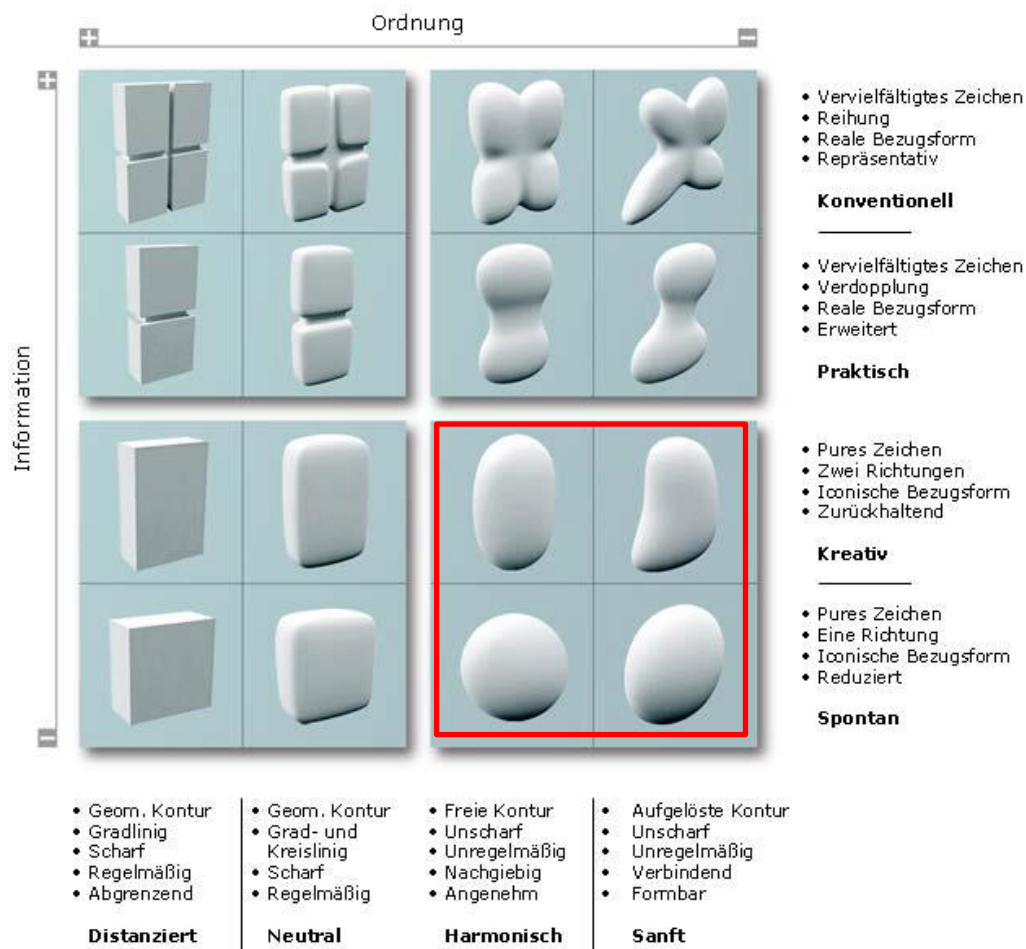 Ordnung
Information
• Vervielfältigtes Zeichen
• Reihung
• Reale Bezugsform
• Repräsentativ
Konventionell
• Vervielfältigtes Zeichen
• Verdopplung
• Reale Bezugsform
• Erweitert
Praktisch
• Pures Zeichen
• Zwei Richtungen
• Iconische Bezugsform
• Zurückhaltend
Kreativ
• Pures Zeichen
• Eine Richtung
• Iconische Bezugsform
• Reduziert
Spontan
• Geom. Kontur
• Gradlinig
• Scharf
• Regelmäßig
• Abgrenzend
Distanziert
• Geom. Kontur
• Grad- und
Kreislinig
• Scharf
• Regelmäßig
Neutral
• Freie Kontur
• Unscharf
• Unregelmäßig
• Nachgiebig
• Angenehm
Harmonisch
• Aufgelöste Kontur
• Unscharf
• Unregelmäßig
• Verbindend
• Formbar
Sanft